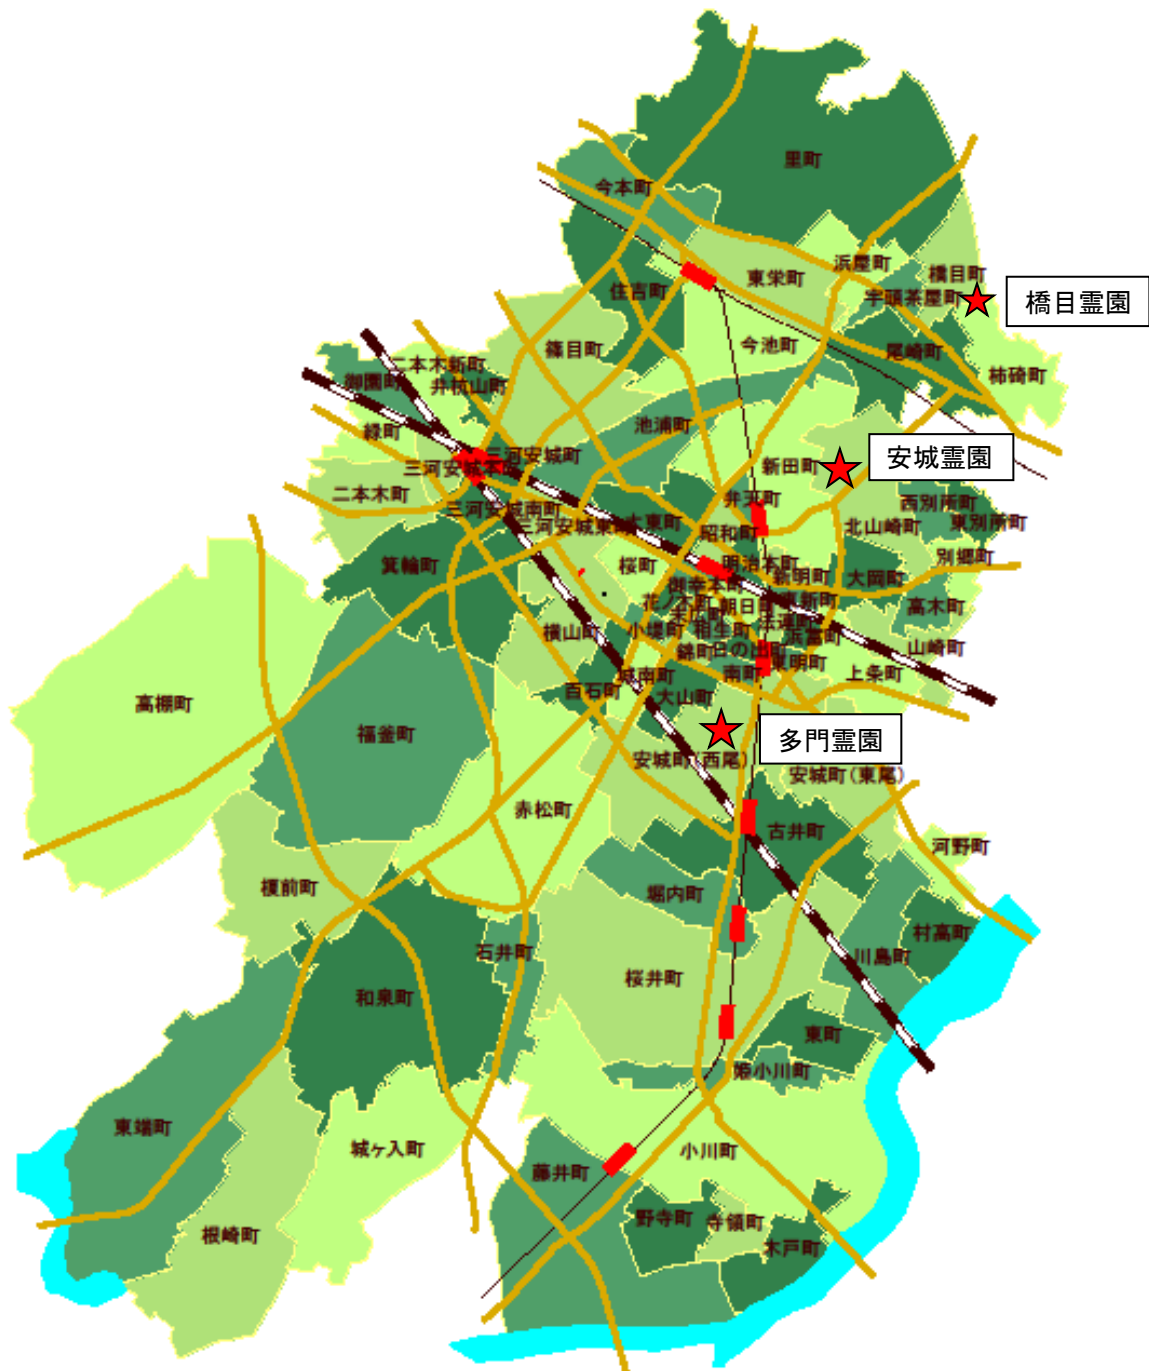 里町
今本町
浜屋町
橋目町
東栄町
住吉町
宇頭茶屋町
橋目霊園
今池町
尾崎町
篠目町
二本木新町
御園町
井杭山町
柿碕町
池浦町
緑町
三河安城町
三河安城本町
新田町
安城霊園
二本木町
弁天町
西別所町
三河安城南町
三河安城東町
大東町
昭和町
北山崎町
東別所町
箕輪町
桜町
明治本町
別郷町
御幸本町
新明町
大岡町
花ノ木町
朝日町
東新町
高木町
末広町
横山町
小堤町
相生町
法連町
浜富町
錦町
日の出町
山崎町
東明町
城南町
南町
上条町
百石町
大山町
高棚町
福釜町
多門霊園
安城町(西尾)
安城町(東尾)
赤松町
古井町
河野町
榎前町
堀内町
村高町
石井町
川島町
桜井町
和泉町
東町
姫小川町
東端町
城ヶ入町
小川町
藤井町
野寺町
寺領町
根崎町
木戸町